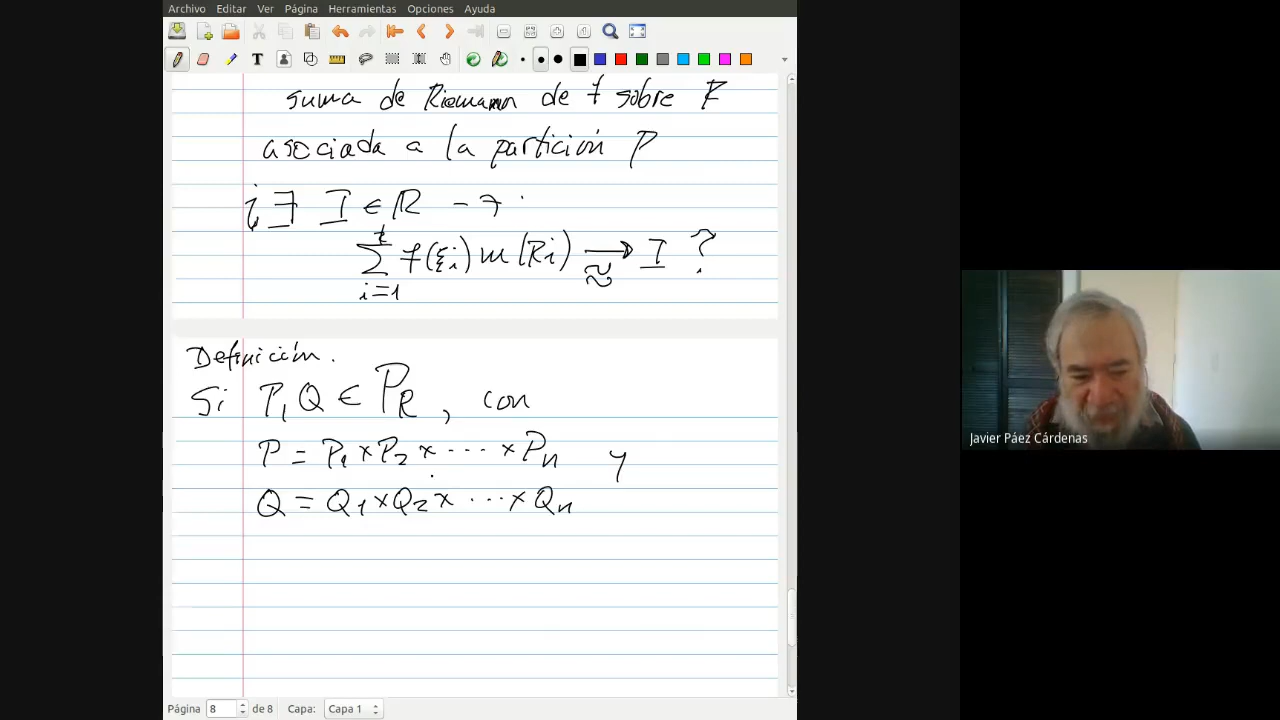 Archivo Editar Ver Página Herramientas Opciones Ayuda
suma de Riemann de f sobre R
asociada a la partición P
¿∃ I ∈ ℝ
∑ f(ξi) m(Ri) → I ?
i=1
Definición.
Si P, Q ∈ P_R, con
P = P1 × P2 × ··· × Pn y
Q = Q1 × Q2 × ··· × Qn
Javier Páez Cárdenas
Página 8 de 8 Capa: Capa 1